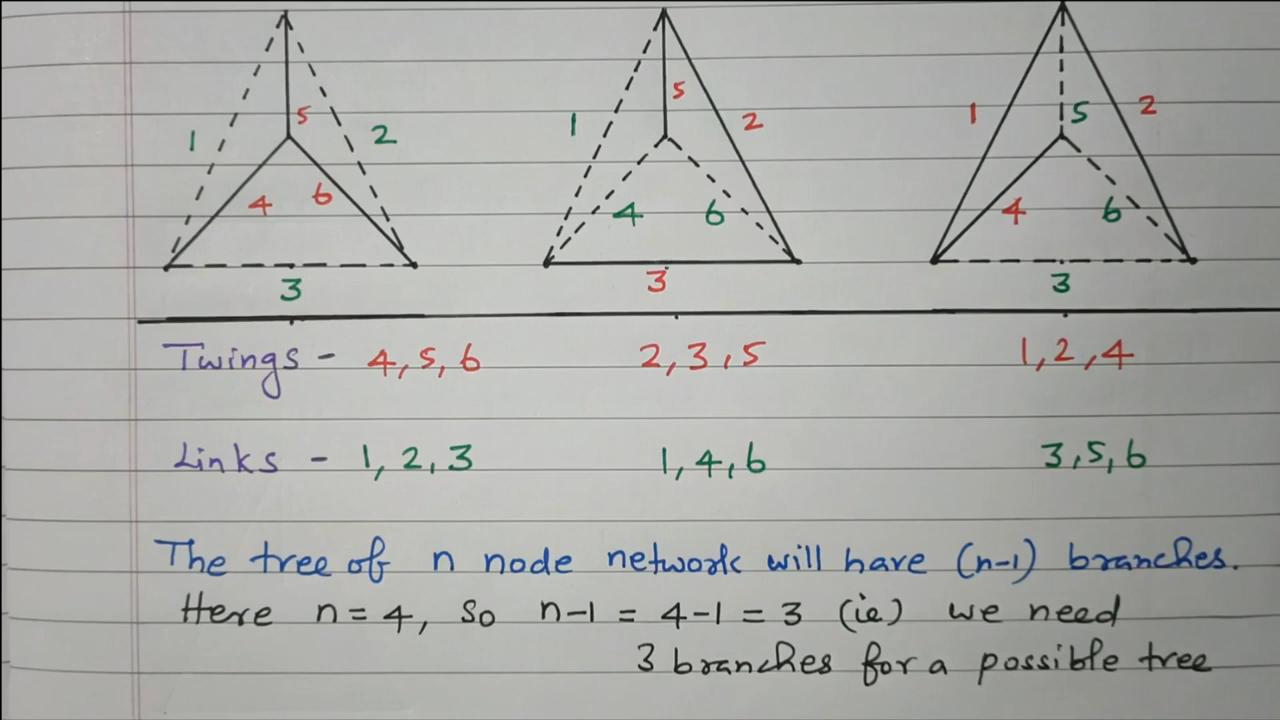 1 5 2 1 5 2 1 5 2
4 6 4 6 4 6
3 3 3
Twings - 4,5,6 2,3,5 1,2,4
Links - 1,2,3 1,4,6 3,5,6
The tree of n node network will have (n-1) branches.
Here n=4, so n-1 = 4-1 = 3 (ie) we need
3 branches for a possible tree